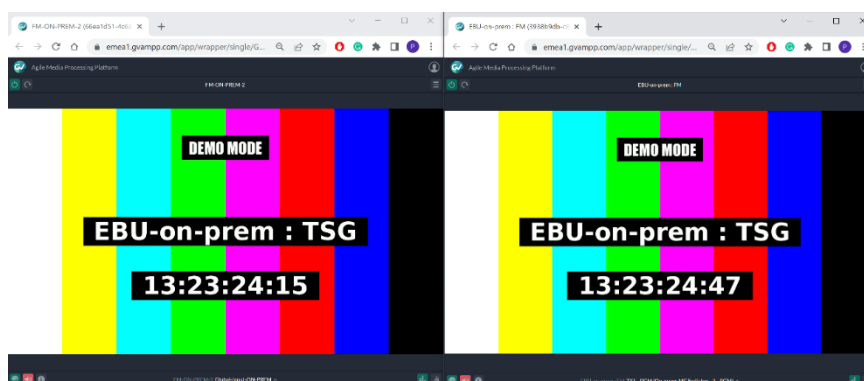 FM-ON-PREM-2 (66ea1d51-4c6
emea1.gvampp.com/app/wrapper/single/G...
Agile Media Processing Platform
FM-ON-PREM-2
DEMO MODE
EBU-on-prem : TSG
13:23:24:15
EBU-on-prem : FM (3938b9db-c
emea1.gvampp.com/app/wrapper/single/...
Agile Media Processing Platform
EBU-on-prem : FM
DEMO MODE
EBU-on-prem : TSG
13:23:24:47